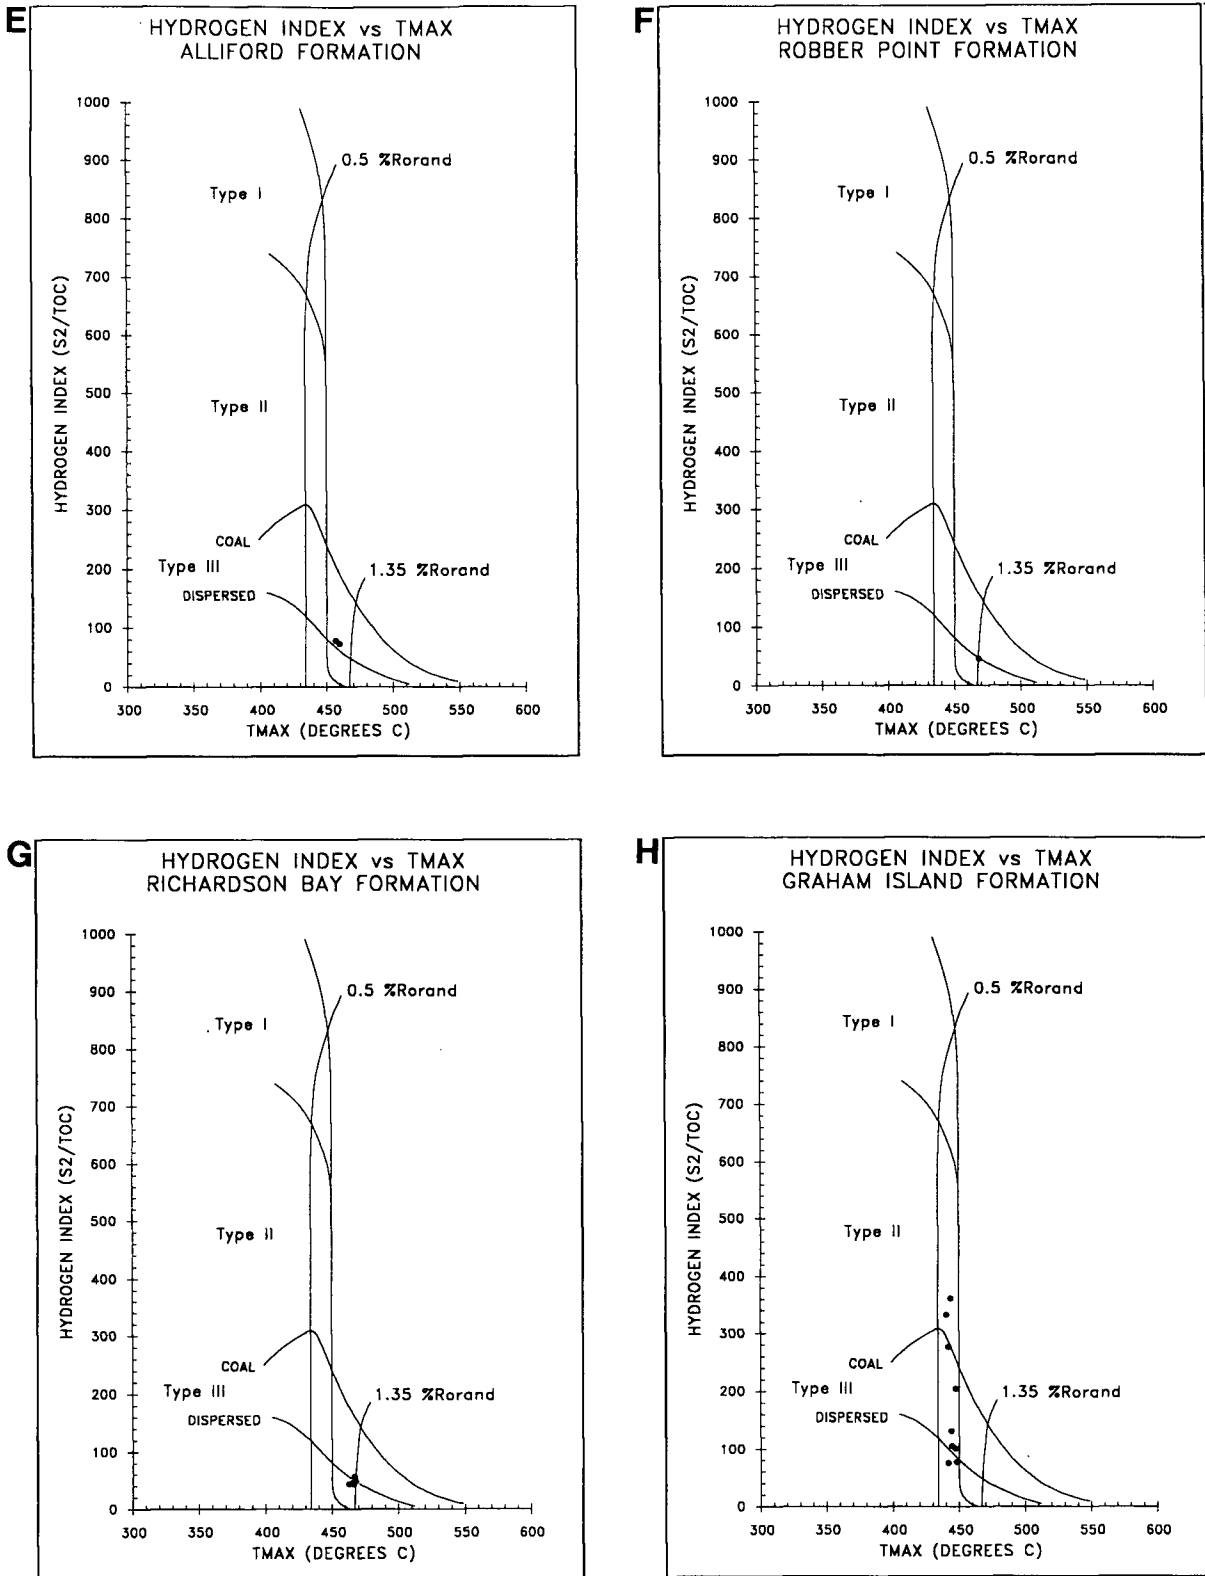 E
HYDROGEN INDEX vs TMAX
ALLIFORD FORMATION
1000
900
800
700
600
500
400
300
200
100
0
HYDROGEN INDEX (S2/TOC)
0.5 %Rorand
Type I
Type II
COAL
Type III
1.35 %Rorand
DISPERSED
300 350 400 450 500 550 600
TMAX (DEGREES C)
F
HYDROGEN INDEX vs TMAX
ROBBER POINT FORMATION
1000
900
800
700
600
500
400
300
200
100
0
HYDROGEN INDEX (S2/TOC)
0.5 %Rorand
Type I
Type II
COAL
Type III
1.35 %Rorand
DISPERSED
300 350 400 450 500 550 600
TMAX (DEGREES C)
G
HYDROGEN INDEX vs TMAX
RICHARDSON BAY FORMATION
1000
900
800
700
600
500
400
300
200
100
0
HYDROGEN INDEX (S2/TOC)
0.5 %Rorand
Type I
Type II
COAL
Type III
1.35 %Rorand
DISPERSED
300 350 400 450 500 550 600
TMAX (DEGREES C)
H
HYDROGEN INDEX vs TMAX
GRAHAM ISLAND FORMATION
1000
900
800
700
600
500
400
300
200
100
0
HYDROGEN INDEX (S2/TOC)
0.5 %Rorand
Type I
Type II
COAL
Type III
1.35 %Rorand
DISPERSED
300 350 400 450 500 550 600
TMAX (DEGREES C)